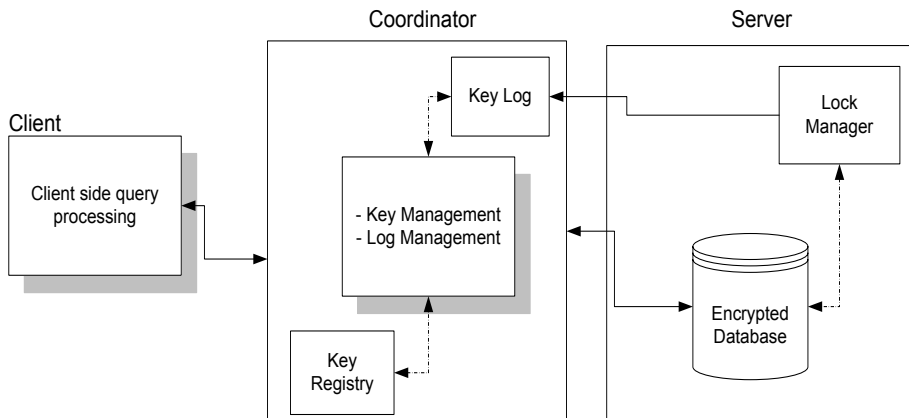 Coordinator
Server
Key Log
Lock
Manager
Client
Client side query
processing
- Key Management
- Log Management
Encrypted
Database
Key
Registry